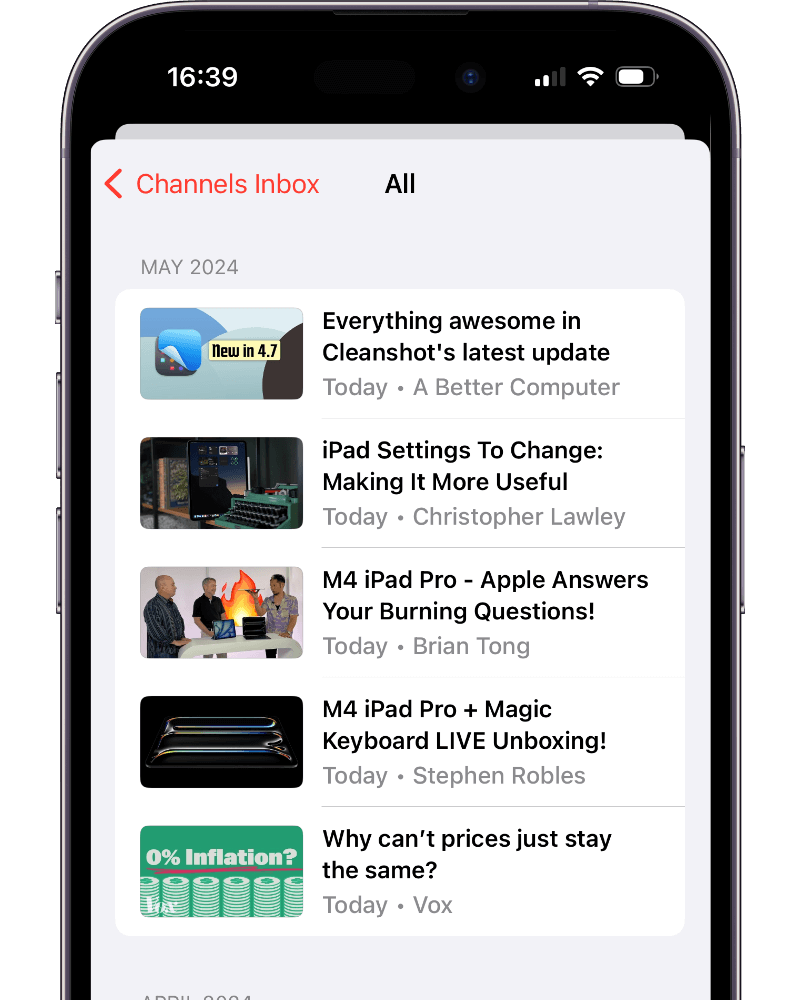 16:39
Channels Inbox
All
MAY 2024
New in 4.7
Everything awesome in
Cleanshot's latest update
Today • A Better Computer
iPad Settings To Change:
Making It More Useful
Today • Christopher Lawley
M4 iPad Pro - Apple Answers
Your Burning Questions!
Today • Brian Tong
M4 iPad Pro + Magic
Keyboard LIVE Unboxing!
Today • Stephen Robles
0% Inflation?
Vox
Why can’t prices just stay
the same?
Today • Vox
APRIL 2024